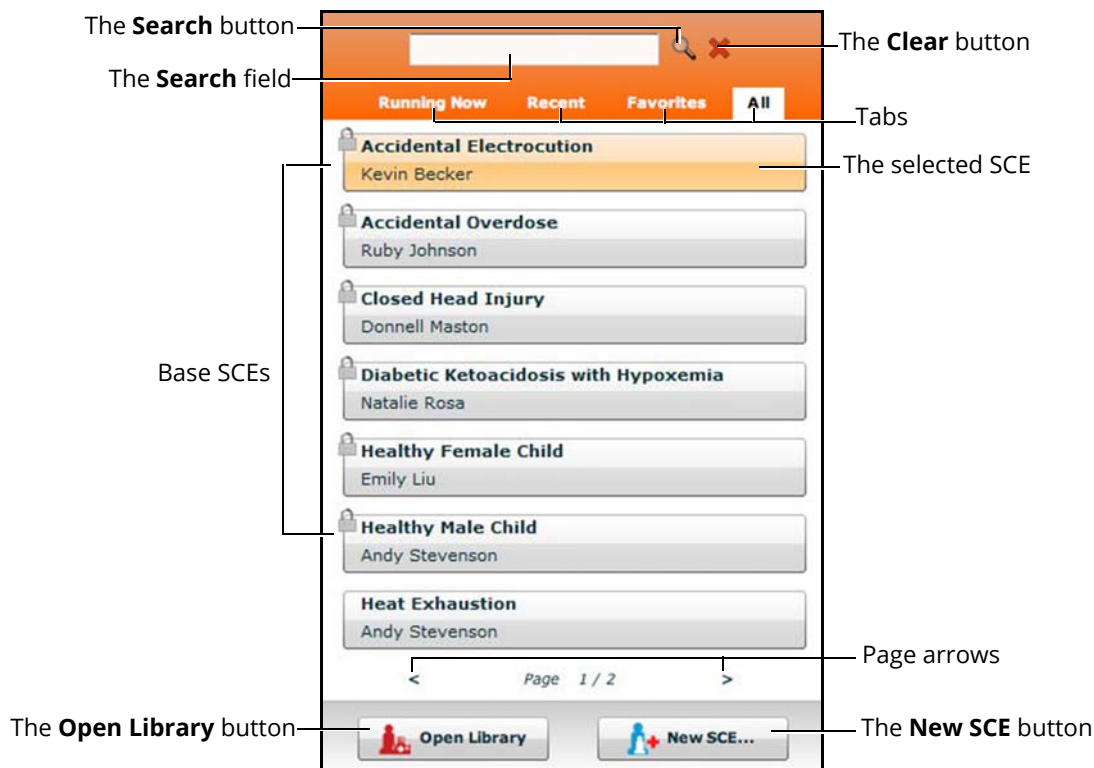 The Search button
The Clear button
The Search field
Running Now Recent Favorites All
Tabs
Accidental Electrocution
Kevin Becker
The selected SCE
Accidental Overdose
Ruby Johnson
Closed Head Injury
Donnell Maston
Base SCEs
Diabetic Ketoacidosis with Hypoxemia
Natalie Rosa
Healthy Female Child
Emily Liu
Healthy Male Child
Andy Stevenson
Heat Exhaustion
Andy Stevenson
Page arrows
< Page 1 / 2 >
The Open Library button
Open Library
New SCE...
The New SCE button